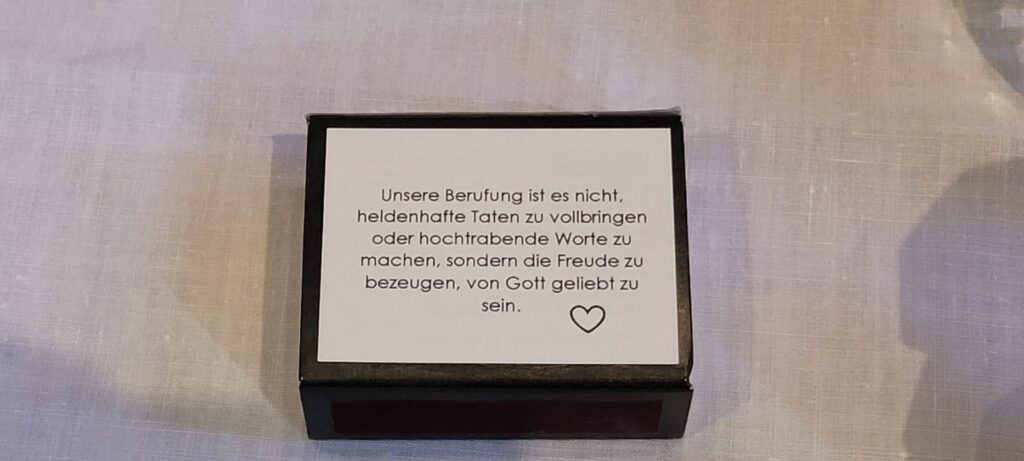 Unsere Berufung ist es nicht,
heldenhafte Taten zu vollbringen
oder hochtrabende Worte zu
machen, sondern die Freude zu
bezeugen, von Gott geliebt zu
sein.